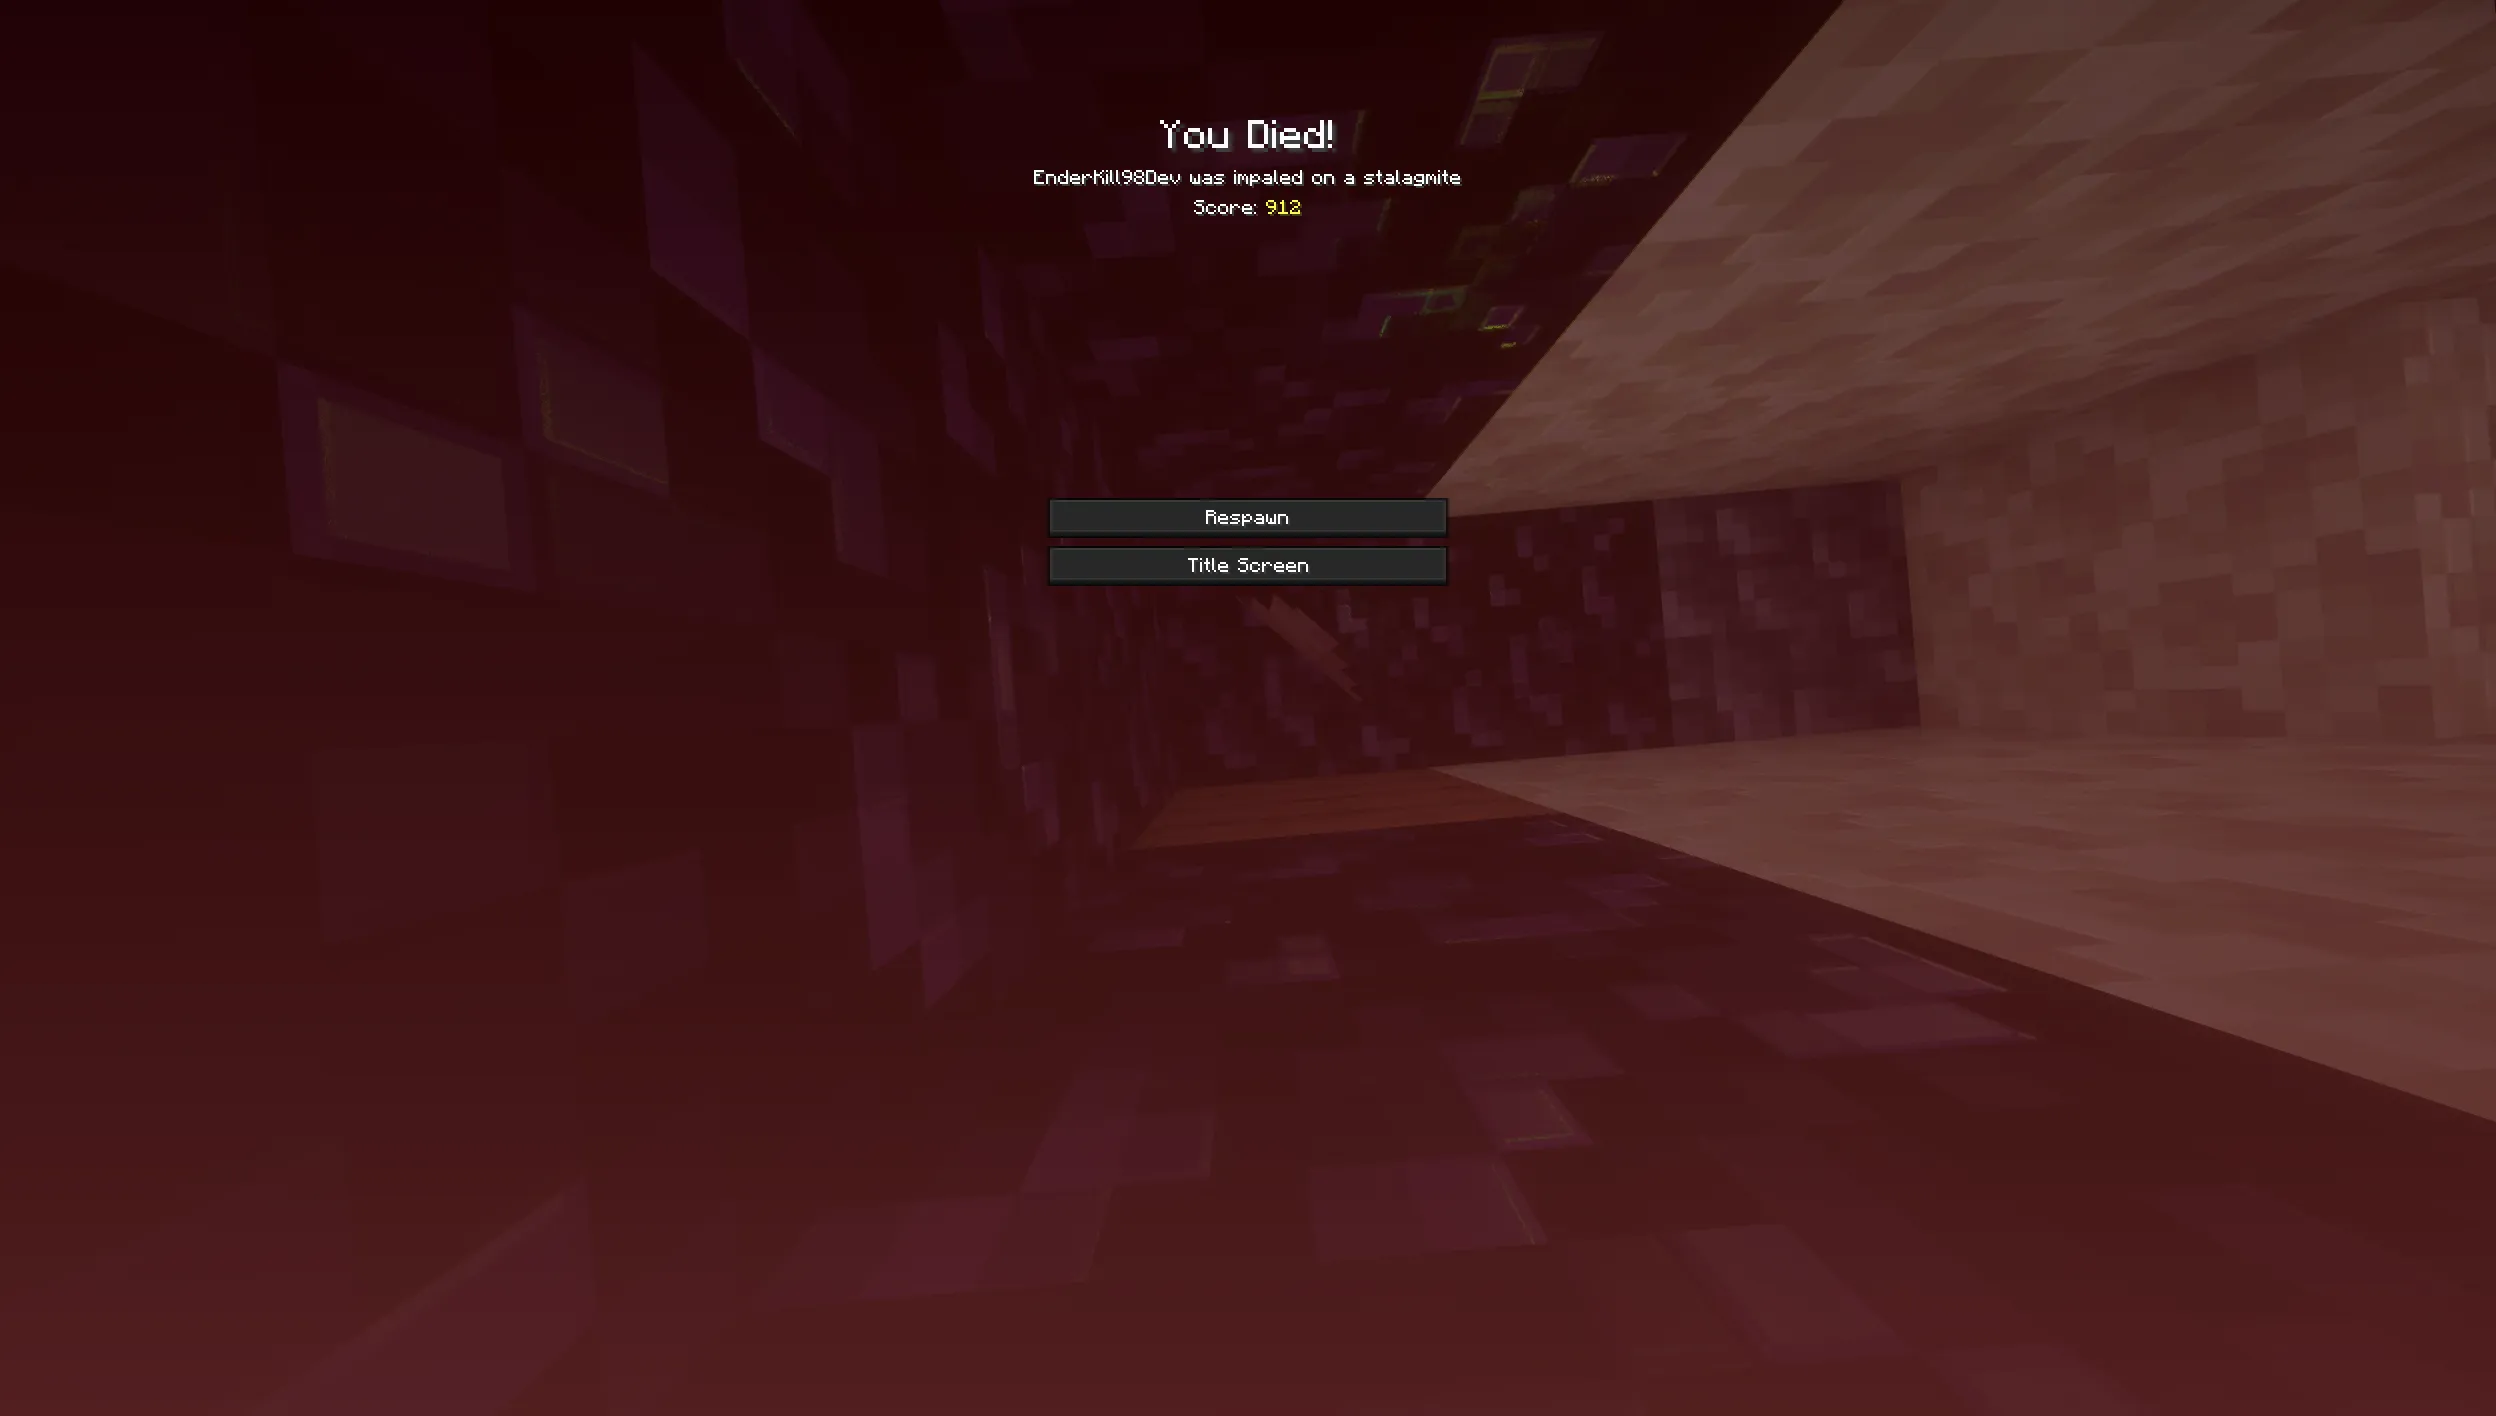 You Died!
EnderKill98Dev was impaled on a stalagmite
Score: 912
Respawn
Title Screen